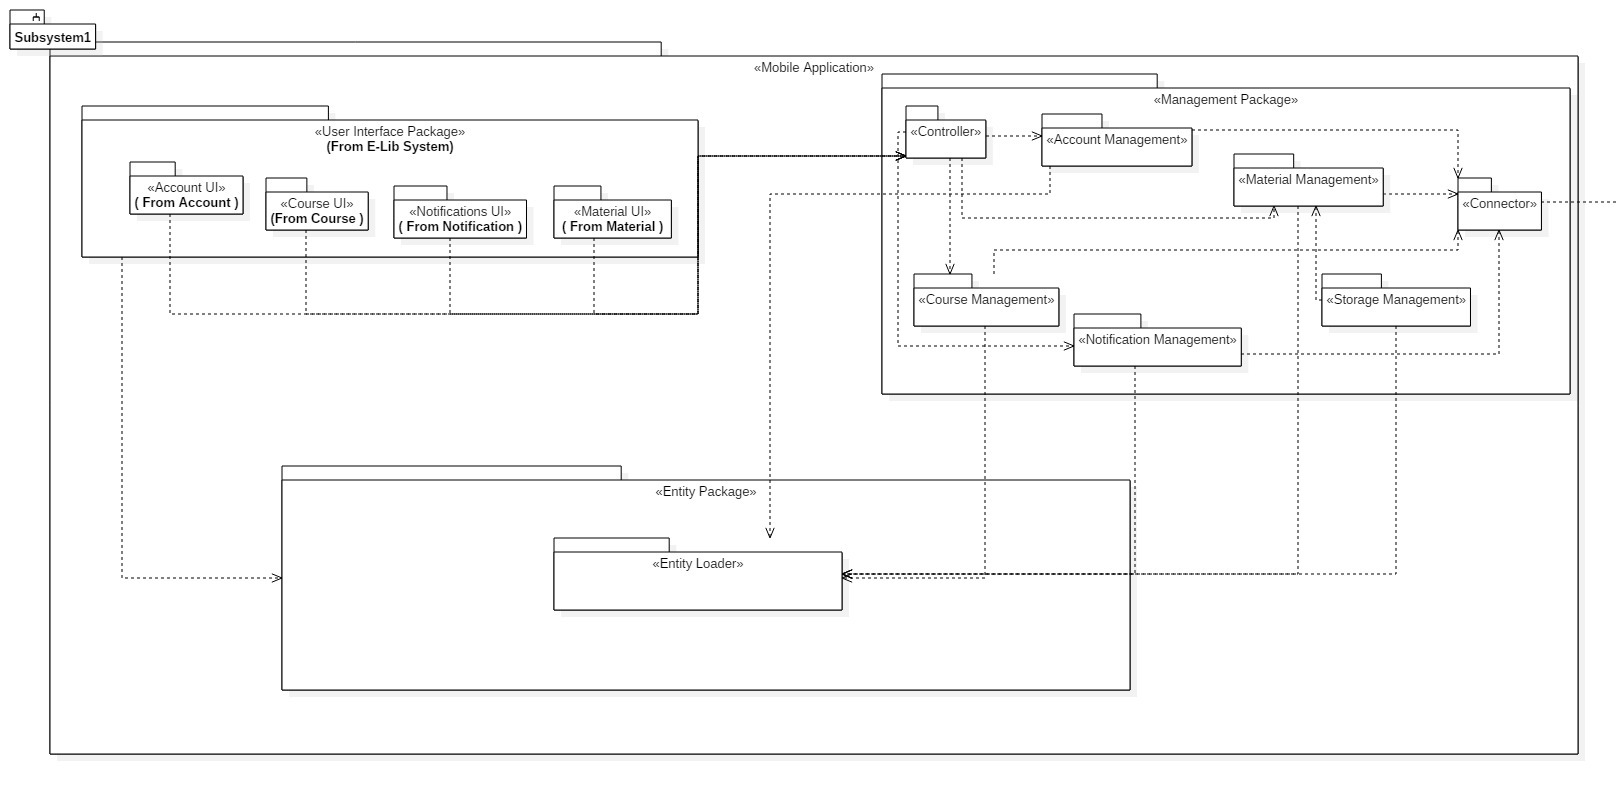 Subsystem1
«Mobile Application»
«User Interface Package»
(From E-Lib System)
«Account UI»
( From Account )
«Course UI»
(From Course )
«Notifications UI»
( From Notification )
«Material UI»
( From Material )
«Management Package»
«Controller»
«Account Management»
«Material Management»
«Connector»
«Course Management»
«Storage Management»
«Notification Management»
«Entity Package»
«Entity Loader»